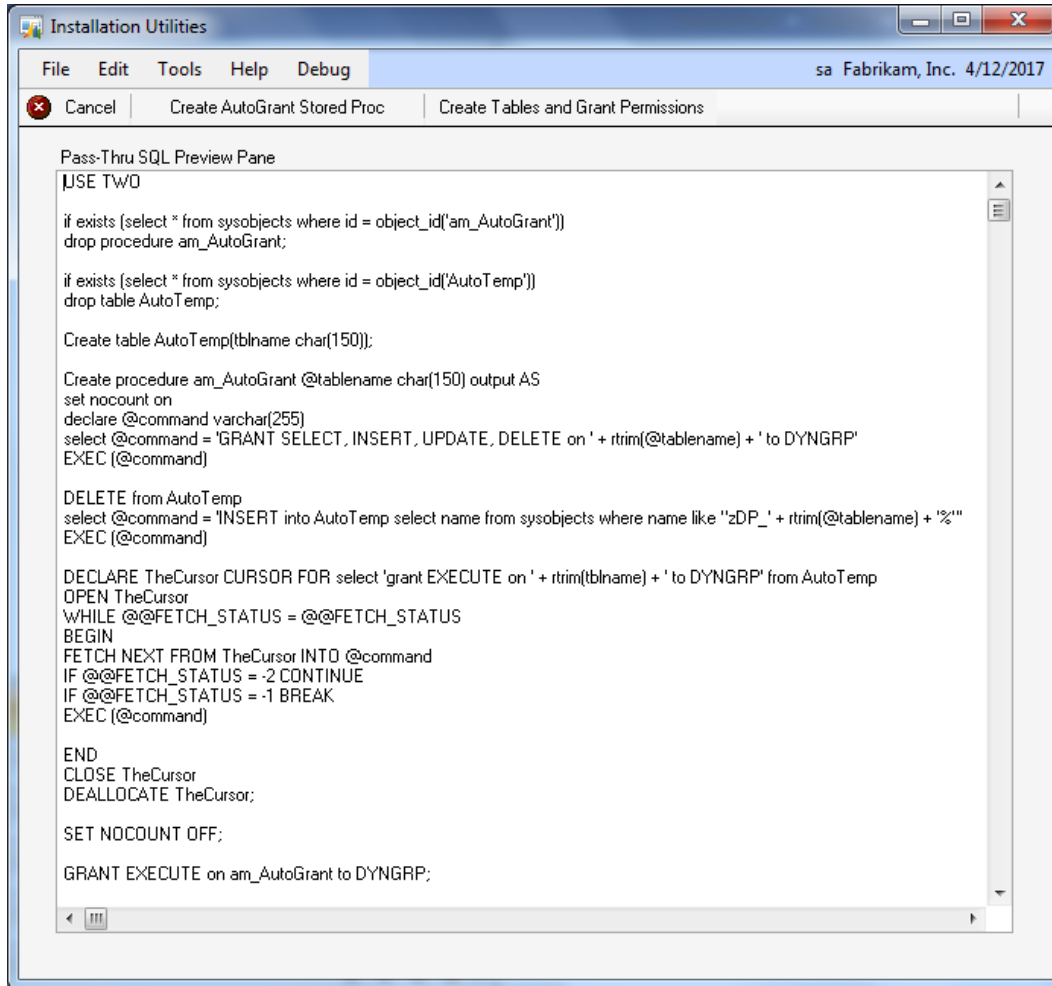 Installation Utilities
File Edit Tools Help Debug sa Fabrikam, Inc. 4/12/2017
Cancel Create AutoGrant Stored Proc Create Tables and Grant Permissions
Pass-Thru SQL Preview Pane
USE TWO
if exists (select * from sysobjects where id = object_id('am_AutoGrant'))
drop procedure am_AutoGrant;
if exists (select * from sysobjects where id = object_id('AutoTemp'))
drop table AutoTemp;
Create table AutoTemp(tblname char(150));
Create procedure am_AutoGrant @tablename char(150) output AS
set nocount on
declare @command varchar(255)
select @command = 'GRANT SELECT, INSERT, UPDATE, DELETE on ' + rtrim(@tablename) + ' to DYNGRP'
EXEC (@command)
DELETE from AutoTemp
select @command = 'INSERT into AutoTemp select name from sysobjects where name like ''zDP_' + rtrim(@tablename) + '%'''
EXEC (@command)
DECLARE TheCursor CURSOR FOR select 'grant EXECUTE on ' + rtrim(tblname) + ' to DYNGRP' from AutoTemp
OPEN TheCursor
WHILE @@FETCH_STATUS = @@FETCH_STATUS
BEGIN
FETCH NEXT FROM TheCursor INTO @command
IF @@FETCH_STATUS = -2 CONTINUE
IF @@FETCH_STATUS = -1 BREAK
EXEC (@command)
END
CLOSE TheCursor
DEALLOCATE TheCursor;
SET NOCOUNT OFF;
GRANT EXECUTE on am_AutoGrant to DYNGRP;